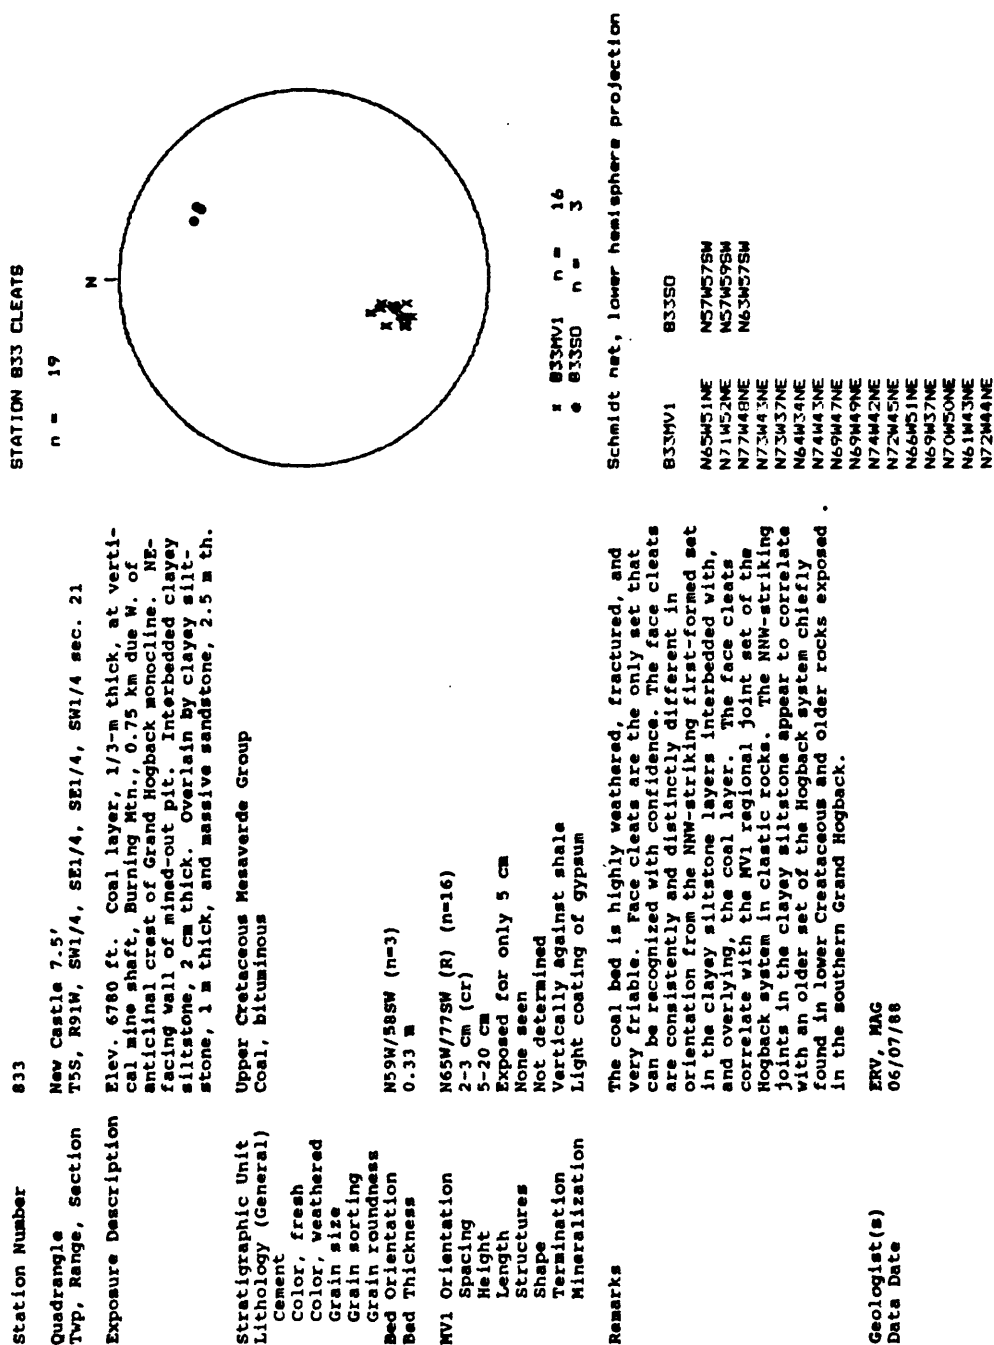 Station Number 833
Quadrangle New Castle 7.5'
Twp, Range, Section T5S, R91W, SW1/4, SE1/4, SE1/4, SW1/4 sec. 21
Exposure Description Elev. 6780 ft. Coal layer, 1/3-m thick, at verti-
cal mine shaft, Burning Mtn., 0.75 km due W. of
anticlinal crest of Grand Hogback monocline. NE-
facing wall of mined-out pit. Interbedded clayey
siltstone, 2 cm thick. Overlain by clayey silt-
stone, 1 m thick, and massive sandstone, 2.5 m th.
Stratigraphic Unit Upper Cretaceous Mesaverde Group
Lithology (General) Coal, bituminous
Cement
Color, fresh
Color, weathered
Grain size
Grain sorting
Grain roundness
Bed Orientation N59W/58SW (n=3)
Bed Thickness 0.33 m
MV1 Orientation N65W/77SW (R) (n=16)
Spacing 2-3 cm (cr)
Height 5-20 cm
Length Exposed for only 5 cm
Structures None seen
Shape Not determined
Termination Vertically against shale
Mineralization Light coating of gypsum
Remarks The coal bed is highly weathered, fractured, and
very friable. Face cleats are the only set that
can be recognized with confidence. The face cleats
are consistently and distinctly different in
orientation from the NNW-striking first-formed set
in the clayey siltstone layers interbedded with,
and overlying, the coal layer. The face cleats
correlate with the MV1 regional joint set of the
Hogback system in clastic rocks. The NNW-striking
joints in the clayey siltstone appear to correlate
with an older set of the Hogback system chiefly
found in lower Creataceous and older rocks exposed .
in the southern Grand Hogback.
Geologist(s) ERV, MAG
Data Date 06/07/88
STATION 833 CLEATS
n = 19
N
x 833MV1 n = 16
● 833S0 n = 3
Schmidt net, lower hemisphere projection
833MV1 833S0
N65W51NE N57W57SW
N71W52NE N57W59SW
N77W48NE N63W57SW
N73W43NE
N73W37NE
N64W34NE
N74W43NE
N69W47NE
N69W49NE
N74W42NE
N72W45NE
N66W51NE
N69W37NE
N70W50NE
N61W43NE
N72W44NE